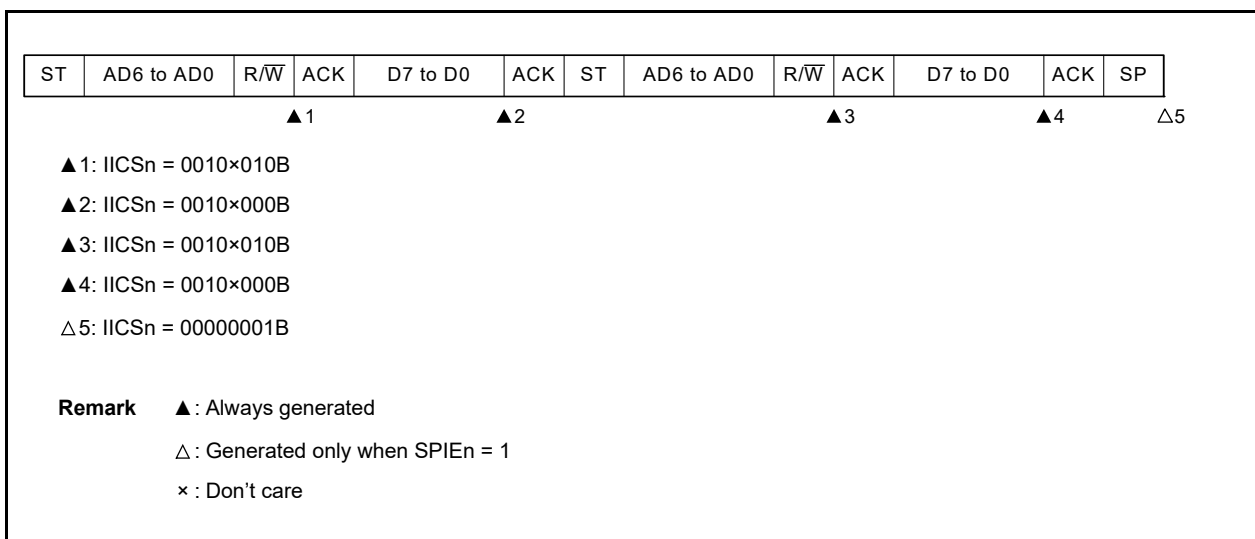 ST AD6 to AD0 R/W̅ ACK D7 to D0 ACK ST AD6 to AD0 R/W̅ ACK D7 to D0 ACK SP
▲1 ▲2 ▲3 ▲4 △5
▲1: IICSn = 0010×010B
▲2: IICSn = 0010×000B
▲3: IICSn = 0010×010B
▲4: IICSn = 0010×000B
△5: IICSn = 00000001B
Remark ▲: Always generated
△: Generated only when SPIEn = 1
×: Don't care